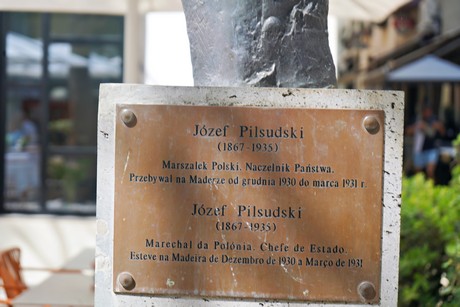 Józef Piłsudski
(1867-1935)
Marszałek Polski. Naczelnik Państwa.
Przebywał na Maderze od grudnia 1930 do marca 1931 r.
Józef Pilsudski
(1867-1935)
Marechal da Polónia. Chefe de Estado.
Esteve na Madeira de Dezembro de 1930 a Março de 1931